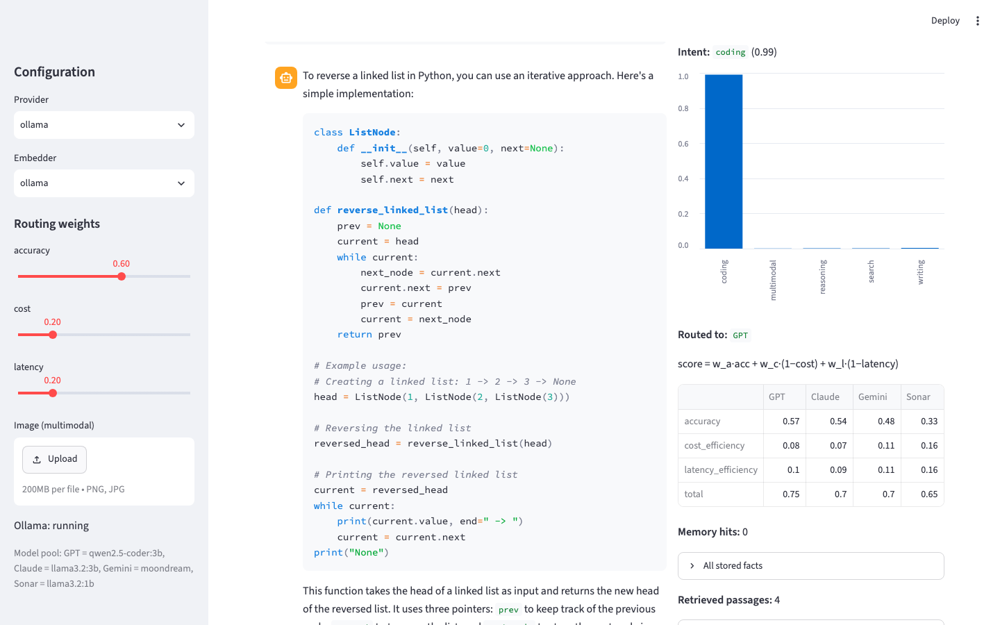 Deploy
Configuration
Provider
ollama
Embedder
ollama
Routing weights
accuracy
0.60
cost
0.20
latency
0.20
Image (multimodal)
Upload
200MB per file • PNG, JPG
Ollama: running
Model pool: GPT = qwen2.5-coder:3b,
Claude = llama3.2:3b, Gemini = moondream,
Sonar = llama3.2:1b
To reverse a linked list in Python, you can use an iterative approach. Here's a
simple implementation:
class ListNode:
    def __init__(self, value=0, next=None):
        self.value = value
        self.next = next
def reverse_linked_list(head):
    prev = None
    current = head
    while current:
        next_node = current.next
        current.next = prev
        prev = current
        current = next_node
    return prev
# Example usage:
# Creating a linked list: 1 -> 2 -> 3 -> None
head = ListNode(1, ListNode(2, ListNode(3)))
# Reversing the linked list
reversed_head = reverse_linked_list(head)
# Printing the reversed linked list
current = reversed_head
while current:
    print(current.value, end=" -> ")
    current = current.next
print("None")
This function takes the head of a linked list as input and returns the new head
of the reversed list. It uses three pointers: prev to keep track of the previous
Intent: coding (0.99)
1.0
0.8
0.6
0.4
0.2
0.0
coding
multimodal
reasoning
search
writing
Routed to: GPT
score = w_a·acc + w_c·(1−cost) + w_l·(1−latency)
GPT Claude Gemini Sonar
accuracy 0.57 0.54 0.48 0.33
cost_efficiency 0.08 0.07 0.11 0.16
latency_efficiency 0.1 0.09 0.11 0.16
total 0.75 0.7 0.7 0.65
Memory hits: 0
All stored facts
Retrieved passages: 4